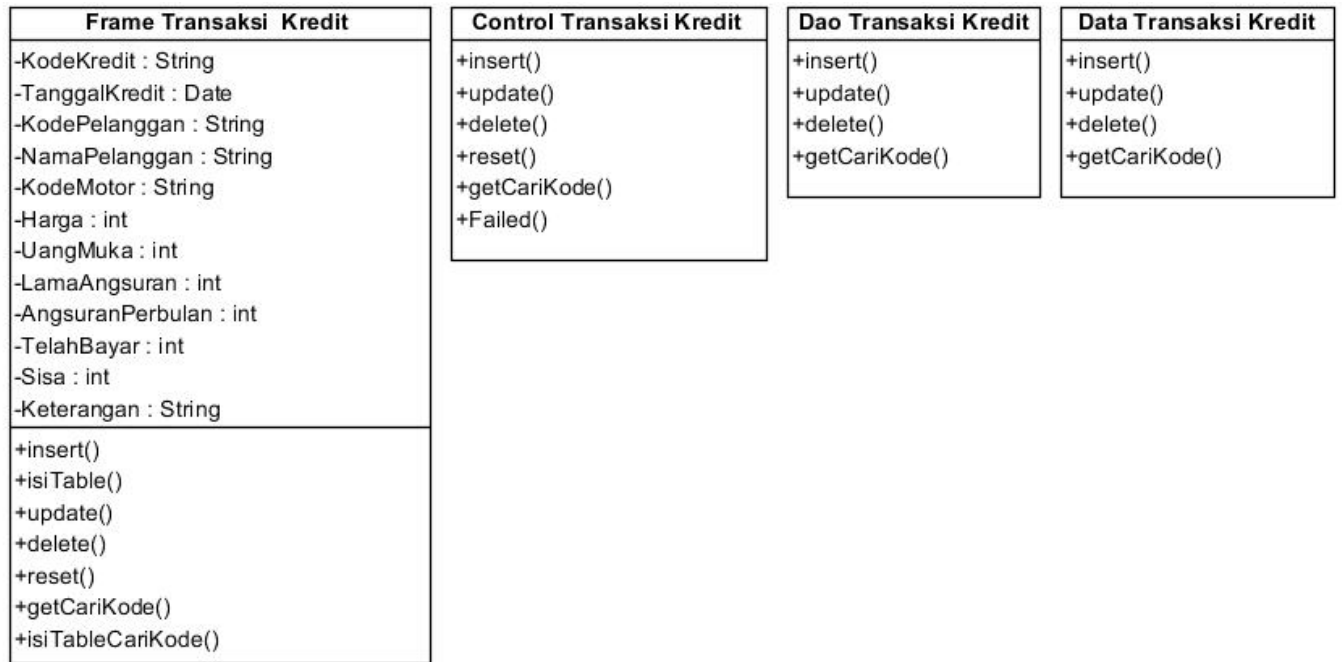 Frame Transaksi Kredit
-KodeKredit : String
-TanggalKredit : Date
-KodePelanggan : String
-NamaPelanggan : String
-KodeMotor : String
-Harga : int
-UangMuka : int
-LamaAngsuran : int
-AngsuranPerbulan : int
-TelahBayar : int
-Sisa : int
-Keterangan : String
+insert()
+isiTable()
+update()
+delete()
+reset()
+getCariKode()
+isiTableCariKode()
Control Transaksi Kredit
+insert()
+update()
+delete()
+reset()
+getCariKode()
+Failed()
Dao Transaksi Kredit
+insert()
+update()
+delete()
+getCariKode()
Data Transaksi Kredit
+insert()
+update()
+delete()
+getCariKode()